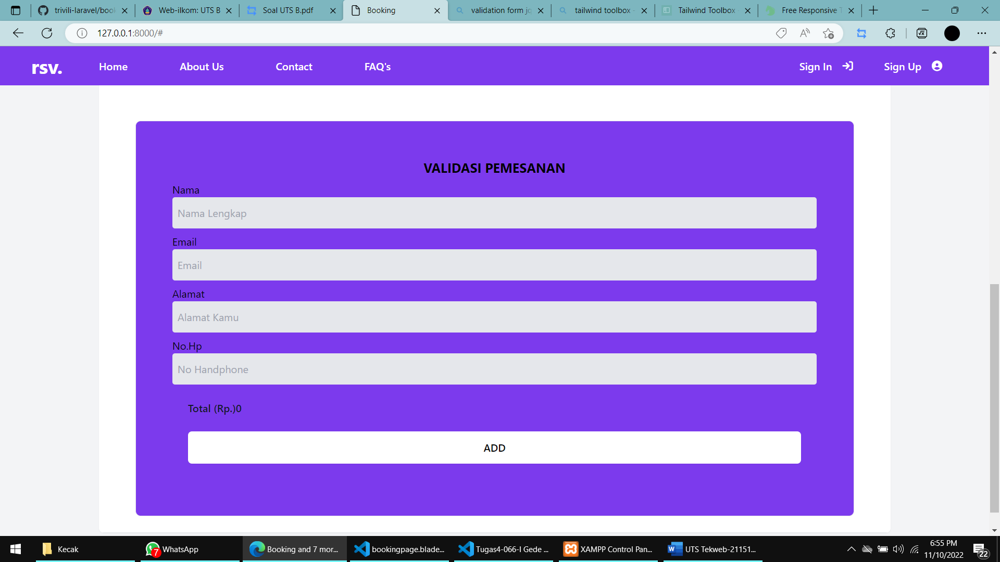 trivili-laravel/book
Web-ilkom: UTS B
Soal UTS B.pdf
Booking
validation form jq
tailwind toolbox -
Tailwind Toolbox -
Free Responsive T
127.0.0.1:8000/#
rsv.
Home
About Us
Contact
FAQ's
Sign In
Sign Up
VALIDASI PEMESANAN
Nama
Nama Lengkap
Email
Email
Alamat
Alamat Kamu
No.Hp
No Handphone
Total (Rp.)0
ADD
Kecak
7
WhatsApp
Booking and 7 mor...
bookingpage.blade...
Tugas4-066-I Gede ...
XAMPP Control Pan...
UTS Tekweb-21151...
6:55 PM
11/10/2022
22